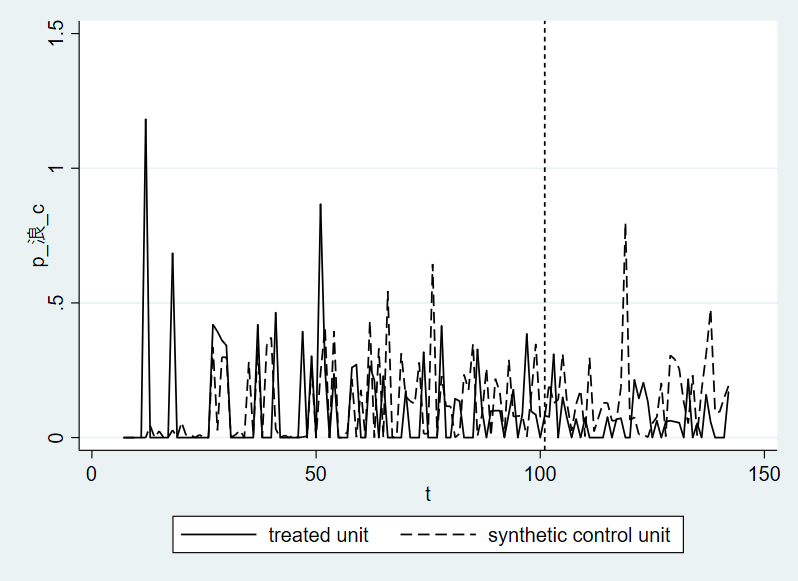 1.5
1
.5
0
p_浪_c
0
50
100
150
t
treated unit
synthetic control unit